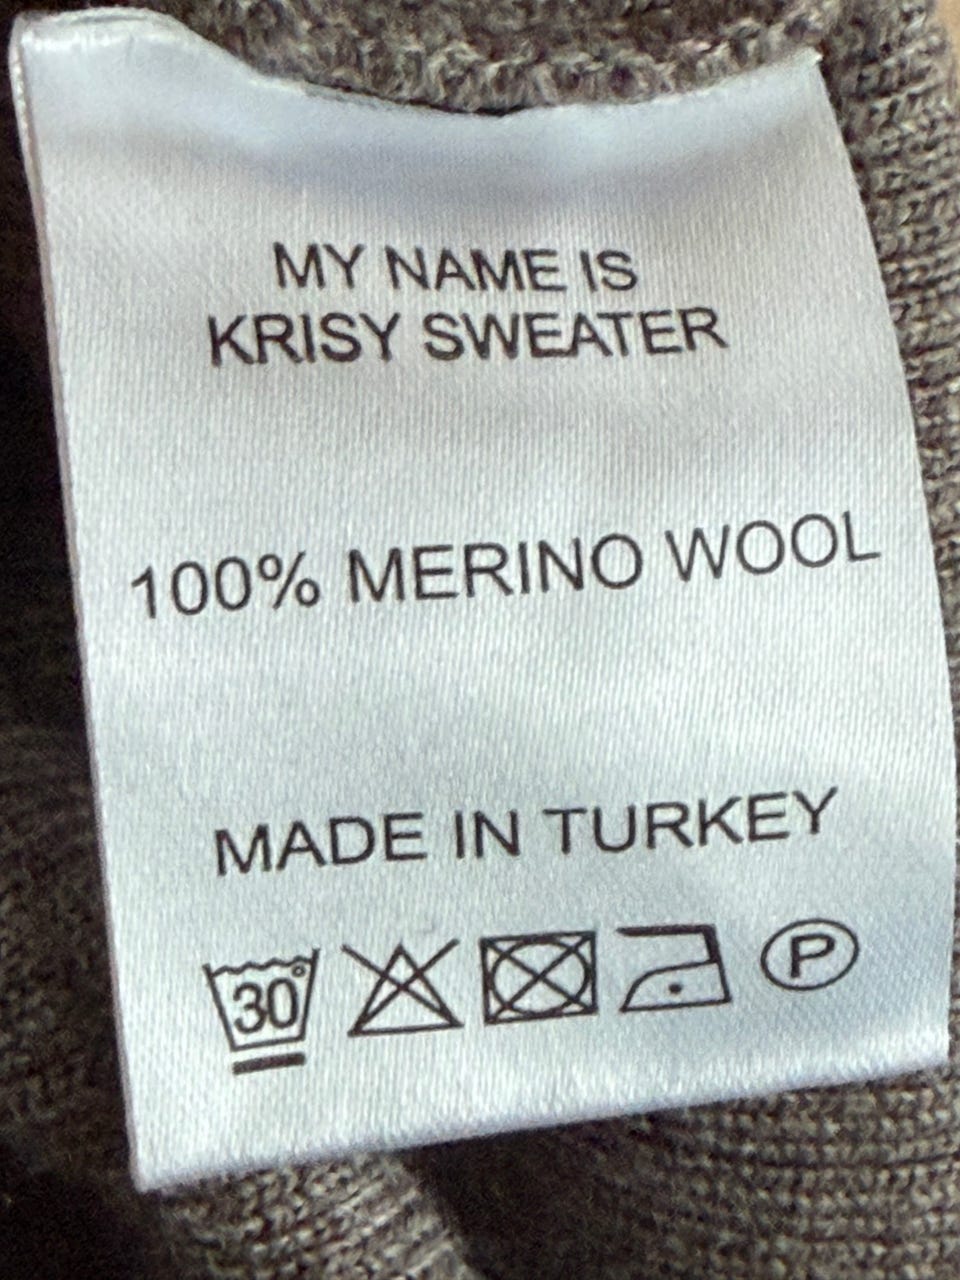 MY NAME IS
KRISY SWEATER
100% MERINO WOOL
MADE IN TURKEY
30° P